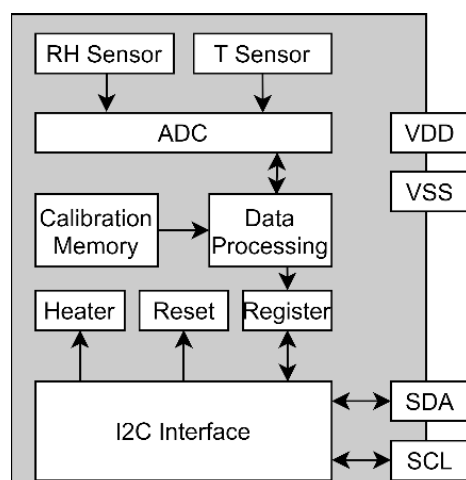 RH Sensor
T Sensor
ADC
VDD
VSS
Calibration
Memory
Data
Processing
Heater
Reset
Register
I2C Interface
SDA
SCL